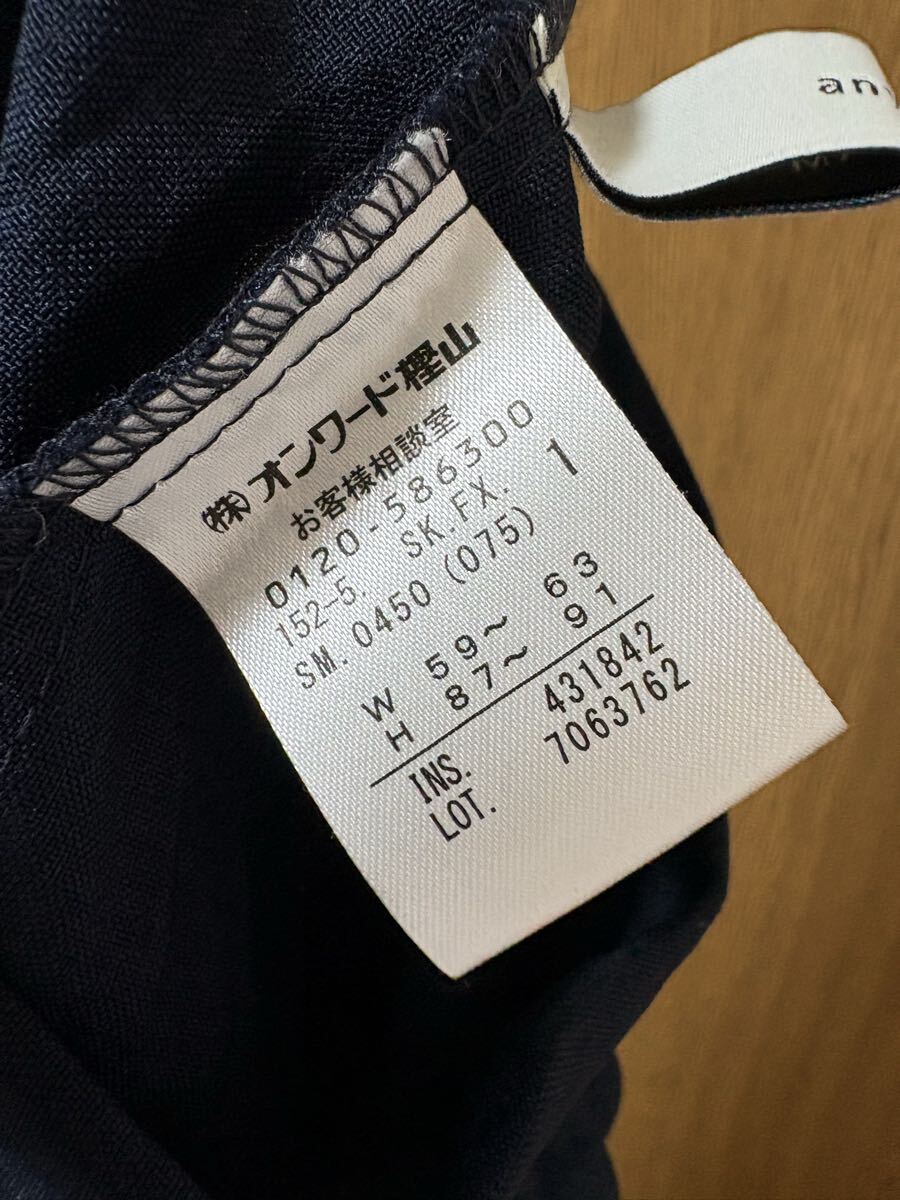 an
(株)オンワード樫山
お客様相談室
0120-586300
152-5. SK.FX. 1
SM. 0450 (075)
W 59～ 63
H 87～ 91
INS. 431842
LOT. 7063762